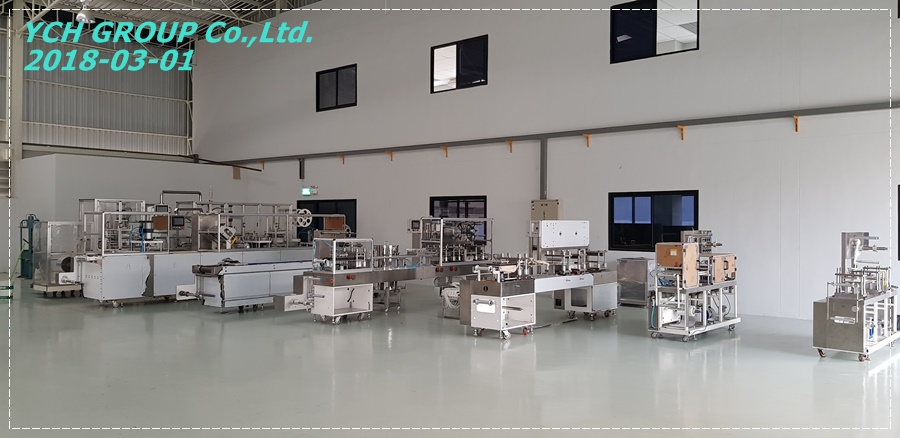 YCH GROUP Co.,Ltd.
2018-03-01